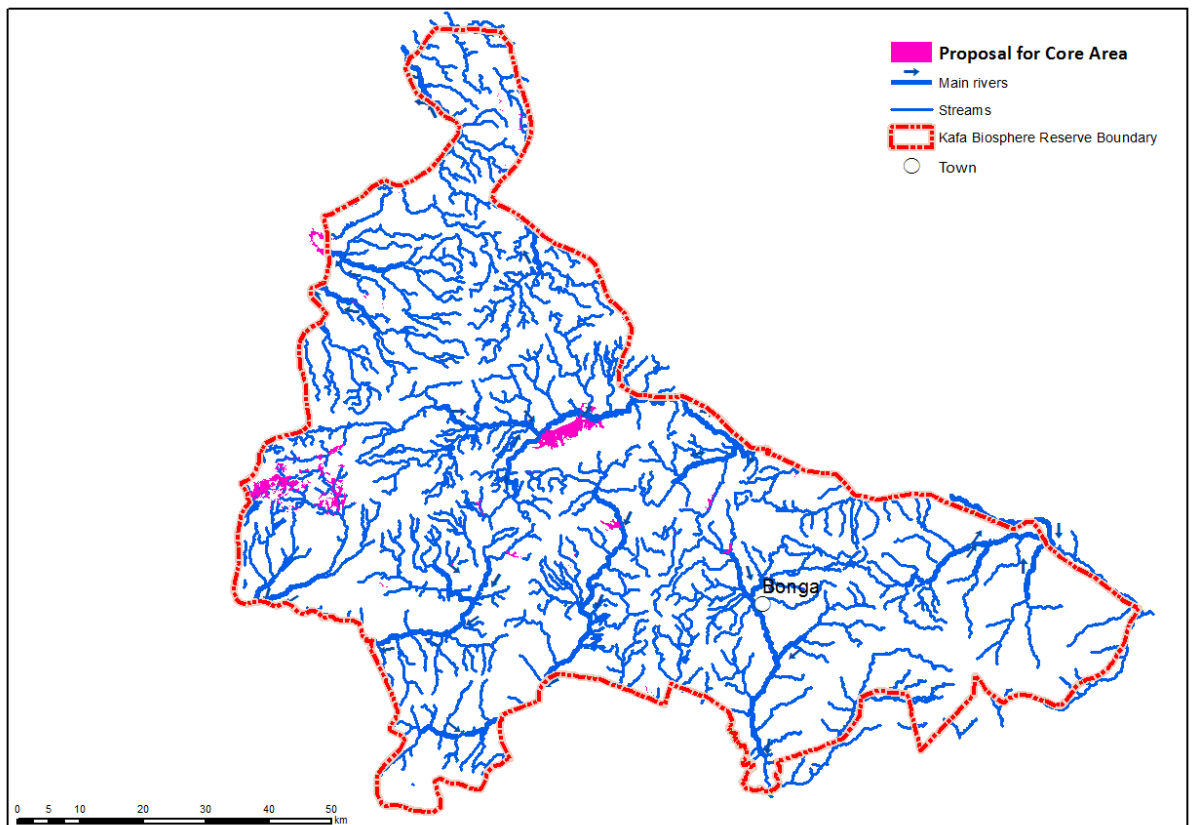 Proposal for Core Area
Main rivers
Streams
Kafa Biosphere Reserve Boundary
Town
Bonga
0 5 10 20 30 40 50
km